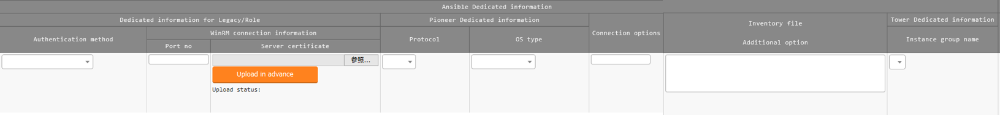 Ansible Dedicated information
Dedicated information for Legacy/Role
Pioneer Dedicated information
Connection options
Inventory file
Additional option
Tower Dedicated information
Authentication method
WinRM connection information
Protocol
OS type
Instance group name
Port no
Server certificate
参照...
Upload in advance
Upload status: